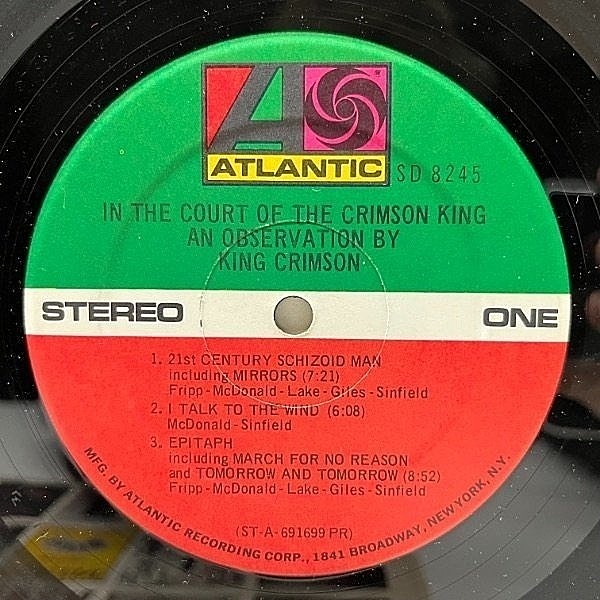 ATLANTIC
SD 8245
IN THE COURT OF THE CRIMSON KING
AN OBSERVATION BY
KING CRIMSON
STEREO
ONE
1. 21st CENTURY SCHIZOID MAN
including MIRRORS (7:21)
Fripp-McDonald-Lake-Giles-Sinfield
2. I TALK TO THE WIND (6:08)
McDonald-Sinfield
3. EPITAPH
including MARCH FOR NO REASON
and TOMORROW AND TOMORROW (8:52)
Fripp-McDonald-Lake-Giles-Sinfield
(ST-A-691699 PR)
MFG. BY ATLANTIC RECORDING CORP., 1841 BROADWAY, NEW YORK, N.Y.